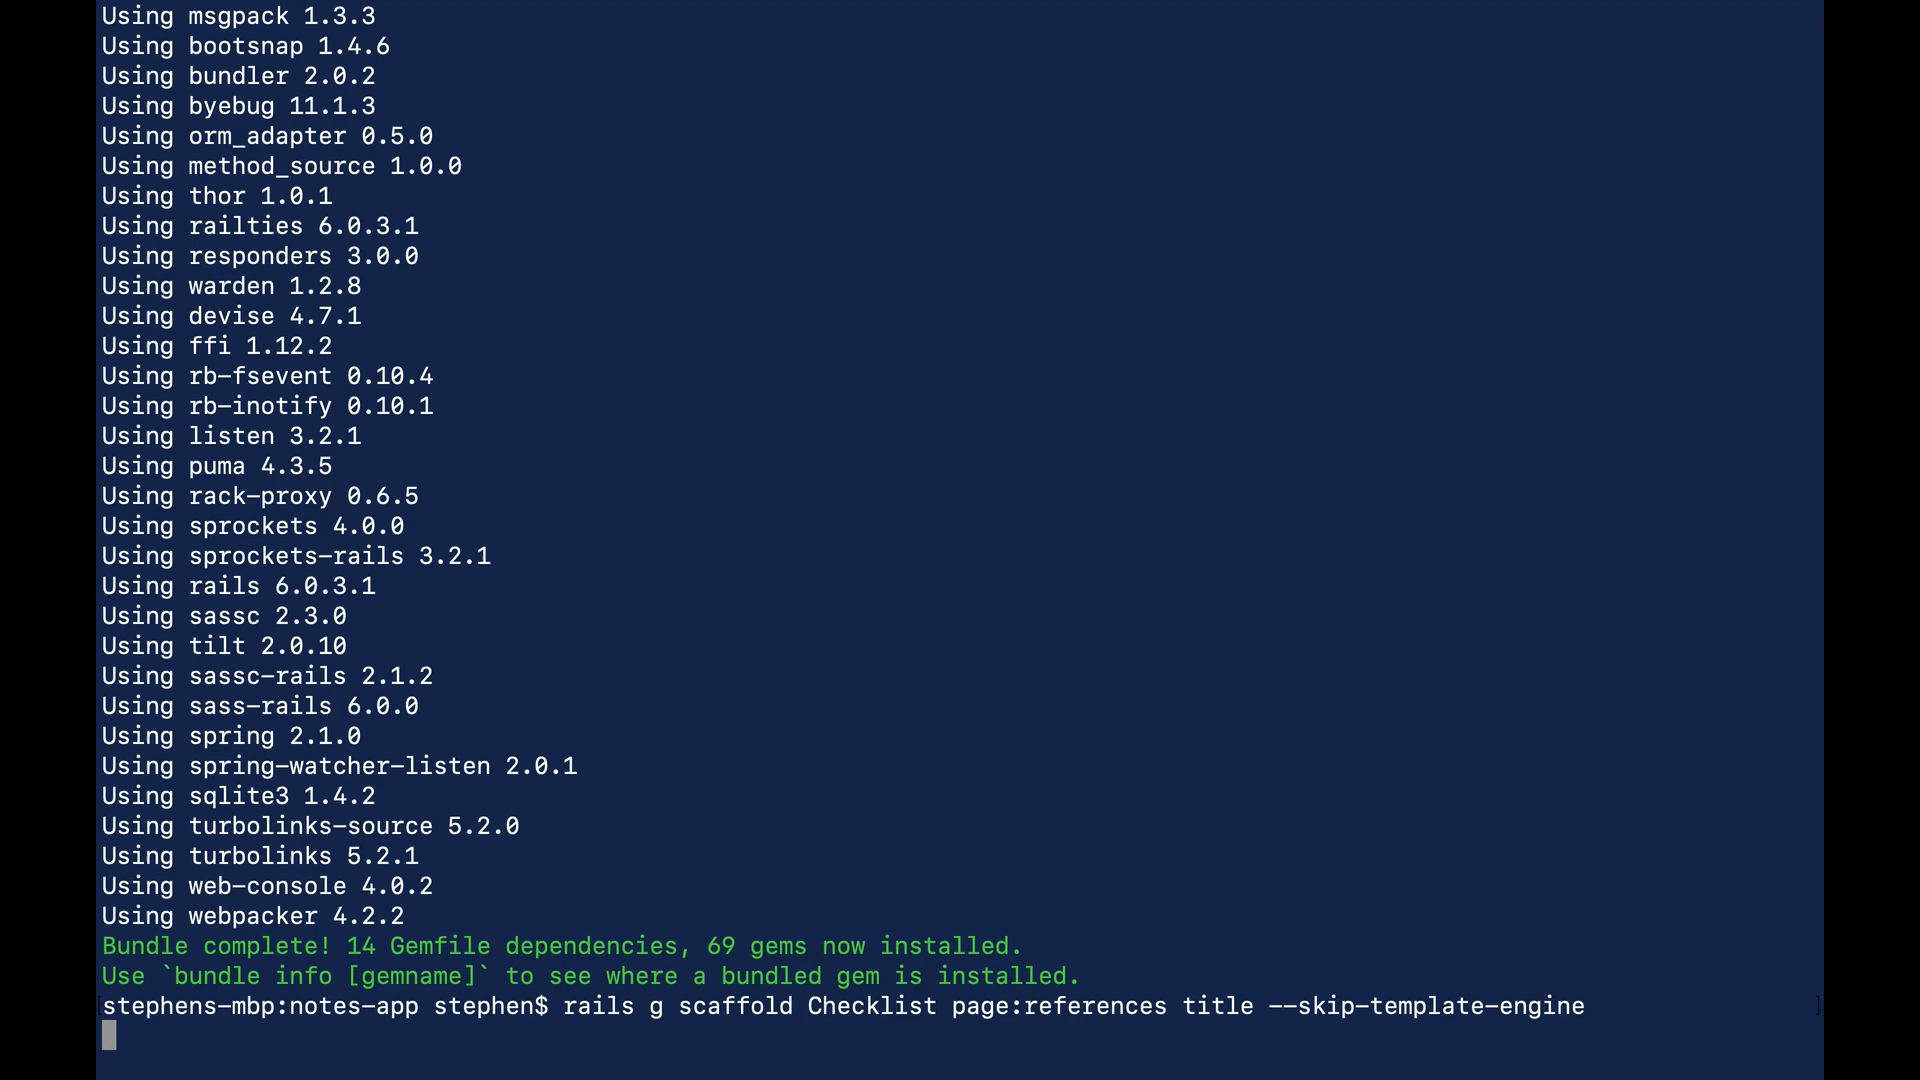 Using msgpack 1.3.3
Using bootsnap 1.4.6
Using bundler 2.0.2
Using byebug 11.1.3
Using orm_adapter 0.5.0
Using method_source 1.0.0
Using thor 1.0.1
Using railties 6.0.3.1
Using responders 3.0.0
Using warden 1.2.8
Using devise 4.7.1
Using ffi 1.12.2
Using rb-fsevent 0.10.4
Using rb-inotify 0.10.1
Using listen 3.2.1
Using puma 4.3.5
Using rack-proxy 0.6.5
Using sprockets 4.0.0
Using sprockets-rails 3.2.1
Using rails 6.0.3.1
Using sassc 2.3.0
Using tilt 2.0.10
Using sassc-rails 2.1.2
Using sass-rails 6.0.0
Using spring 2.1.0
Using spring-watcher-listen 2.0.1
Using sqlite3 1.4.2
Using turbolinks-source 5.2.0
Using turbolinks 5.2.1
Using web-console 4.0.2
Using webpacker 4.2.2
Bundle complete! 14 Gemfile dependencies, 69 gems now installed.
Use `bundle info [gemname]` to see where a bundled gem is installed.
stephens-mbp:notes-app stephen$ rails g scaffold Checklist page:references title --skip-template-engine